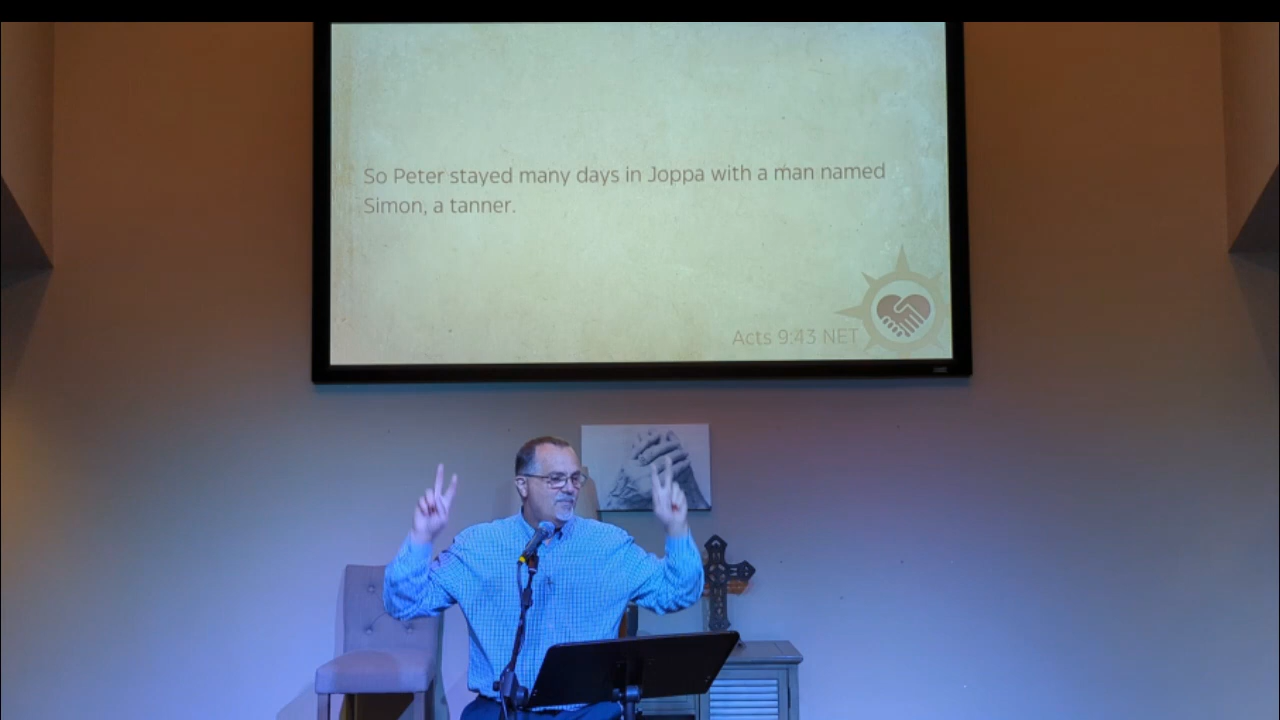 So Peter stayed many days in Joppa with a man named
Simon, a tanner.
Acts 9:43 NET